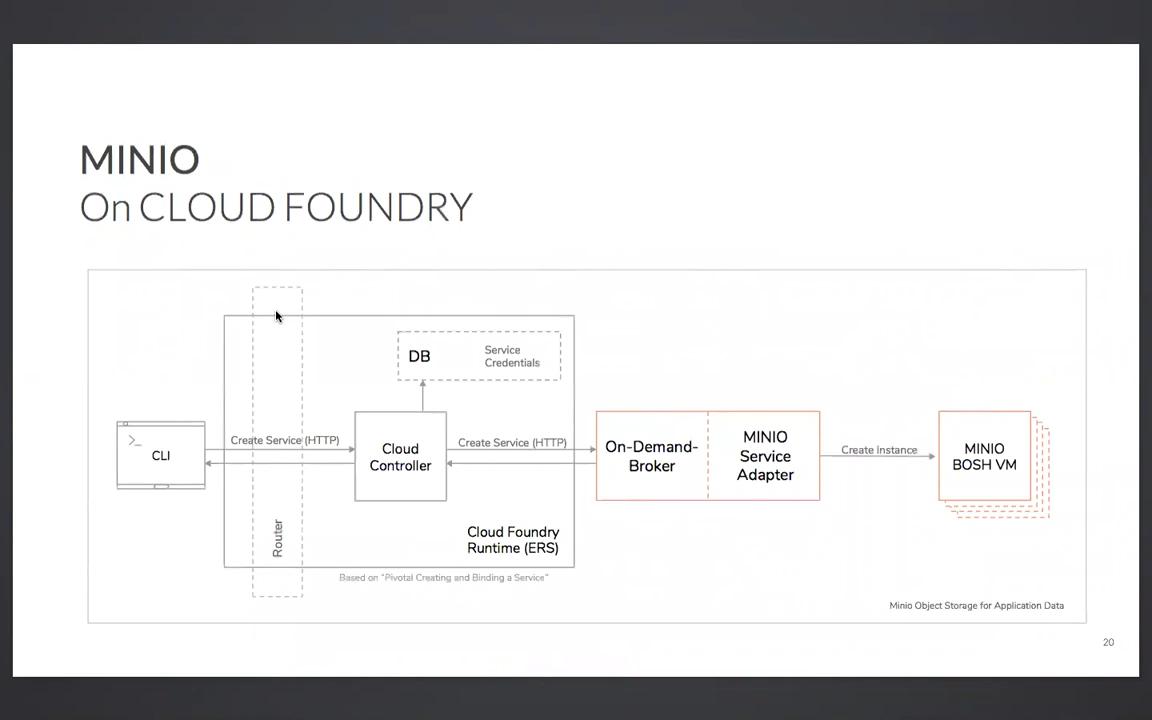 MINIO
On CLOUD FOUNDRY
DB
Service
Credentials
>_
CLI
Create Service (HTTP)
Cloud
Controller
Create Service (HTTP)
On-Demand-
Broker
MINIO
Service
Adapter
Create Instance
MINIO
BOSH VM
Router
Cloud Foundry
Runtime (ERS)
Based on "Pivotal Creating and Binding a Service"
Minio Object Storage for Application Data
20